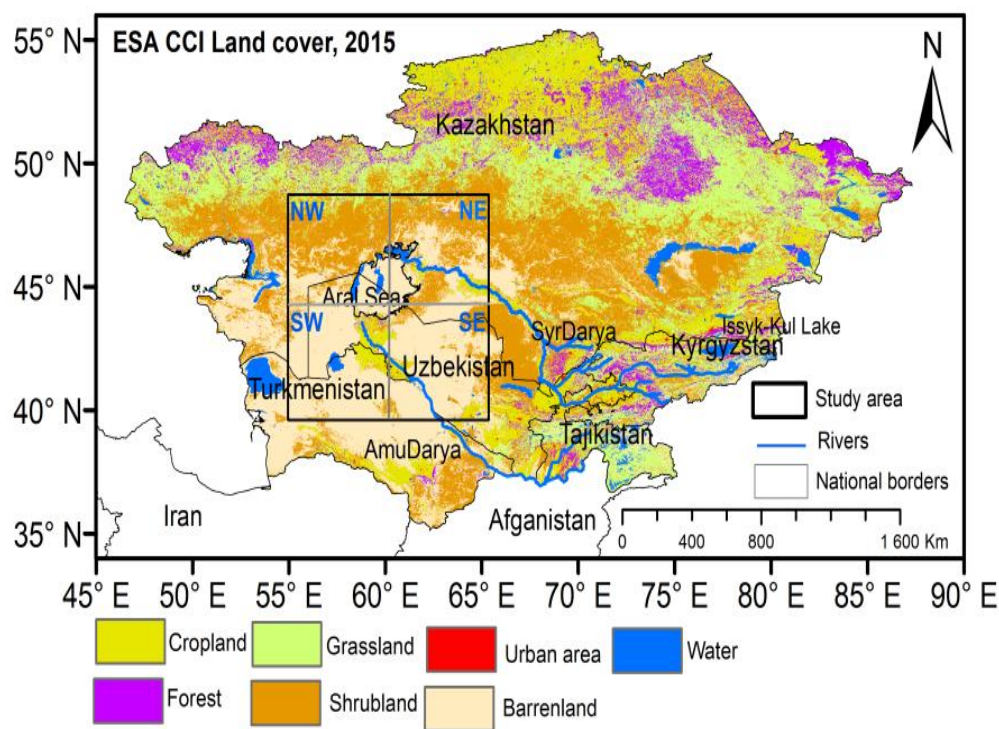 55° N
ESA CCI Land cover, 2015
N
Kazakhstan
50° N
NW
NE
45° N
Aral Sea
SW
SE
SyrDarya
Issyk-Kul Lake
Kyrgyzstan
Uzbekistan
Turkmenistan
Study area
40° N
Tajikistan
Rivers
AmuDarya
National borders
Iran
Afganistan
35° N
0 400 800 1 600 Km
45° E 50° E 55° E 60° E 65° E 70° E 75° E 80° E 85° E 90° E
Cropland Grassland Urban area Water
Forest Shrubland Barrenland